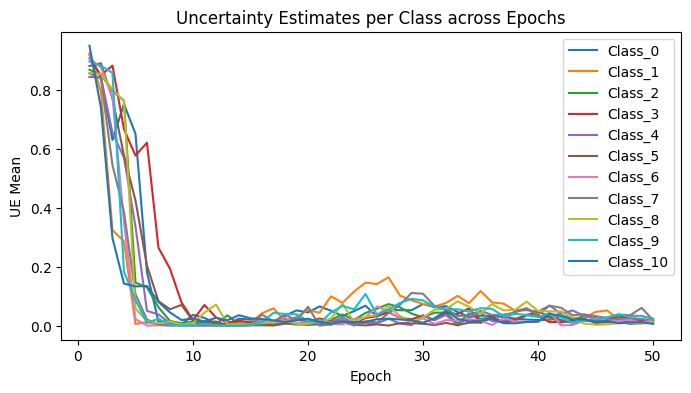 Uncertainty Estimates per Class across Epochs
UE Mean
0.8
0.6
0.4
0.2
0.0
0
10
20
30
40
50
Epoch
Class_0
Class_1
Class_2
Class_3
Class_4
Class_5
Class_6
Class_7
Class_8
Class_9
Class_10